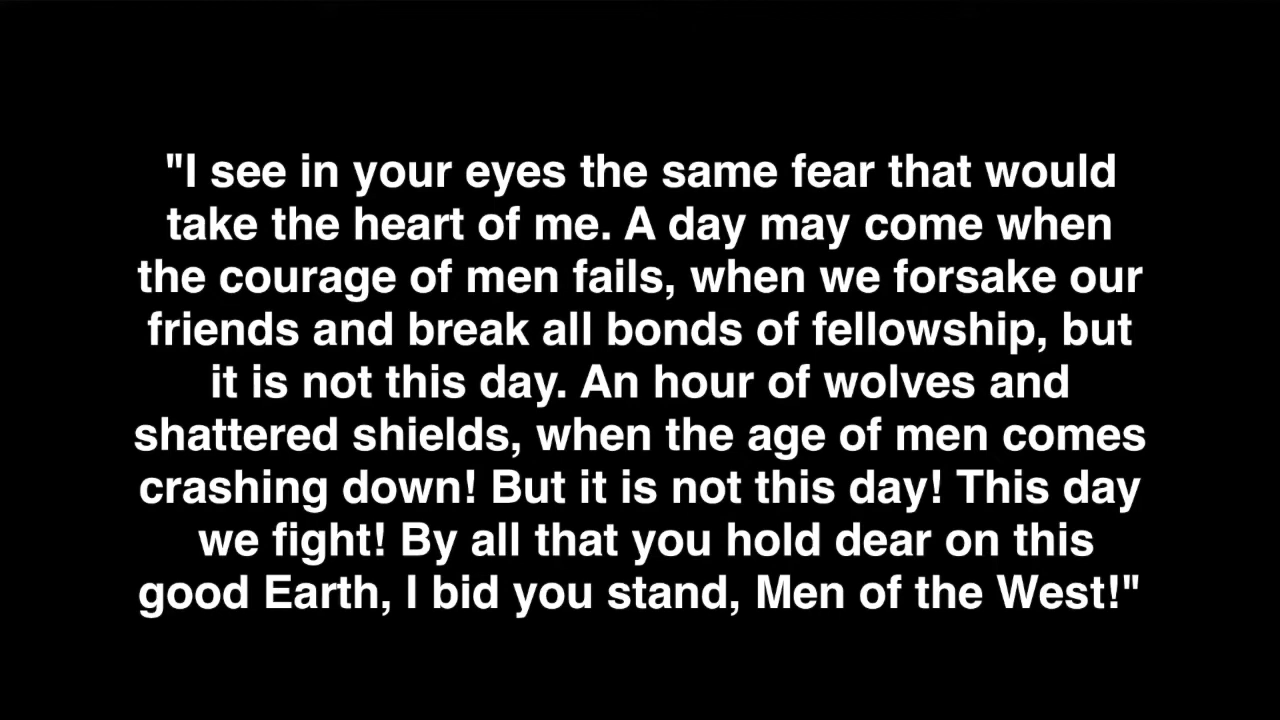 "I see in your eyes the same fear that would
take the heart of me. A day may come when
the courage of men fails, when we forsake our
friends and break all bonds of fellowship, but
it is not this day. An hour of wolves and
shattered shields, when the age of men comes
crashing down! But it is not this day! This day
we fight! By all that you hold dear on this
good Earth, I bid you stand, Men of the West!"